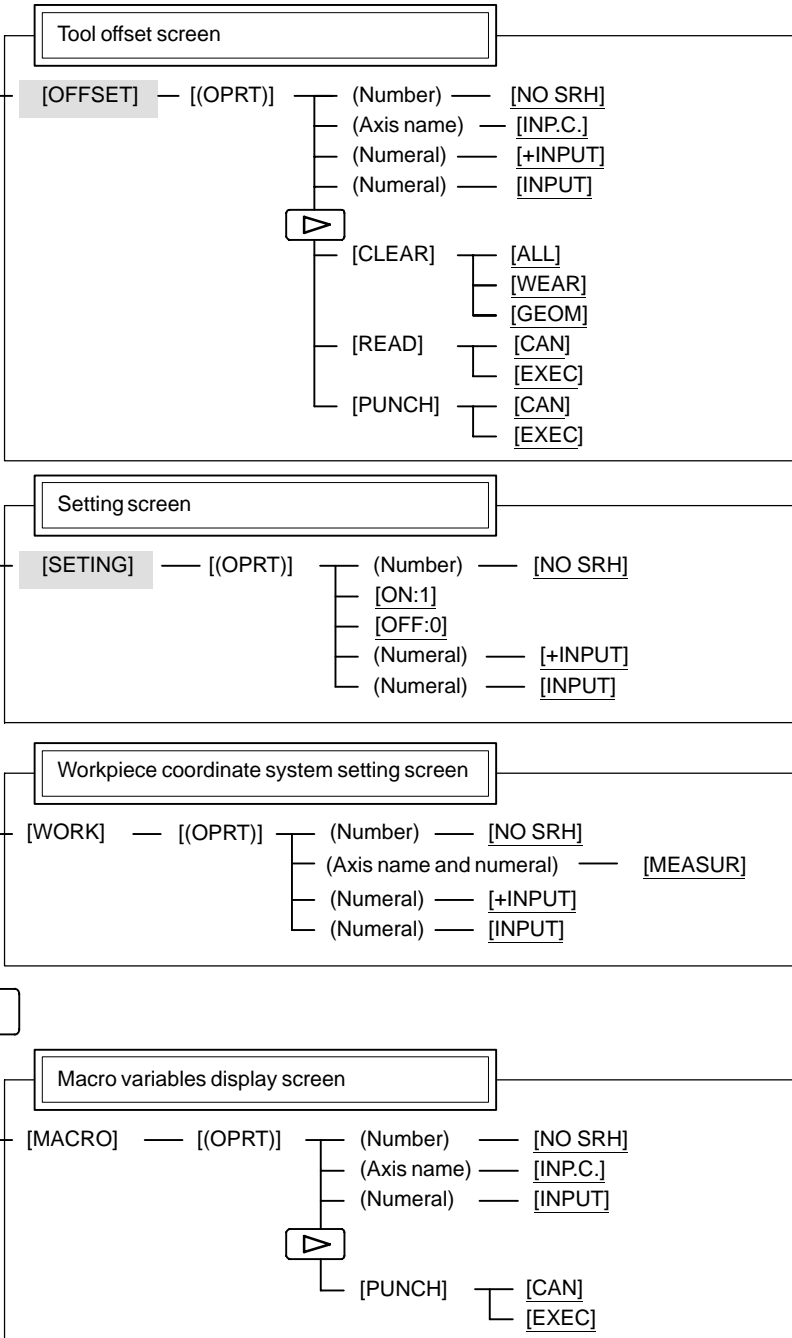 Tool offset screen
[OFFSET] [(OPRT)] (Number) [NO SRH]
(Axis name) [INP.C.]
(Numeral) [+INPUT]
(Numeral) [INPUT]
[CLEAR] [ALL]
[WEAR]
[GEOM]
[READ] [CAN]
[EXEC]
[PUNCH] [CAN]
[EXEC]
Setting screen
[SETING] [(OPRT)] (Number) [NO SRH]
[ON:1]
[OFF:0]
(Numeral) [+INPUT]
(Numeral) [INPUT]
Workpiece coordinate system setting screen
[WORK] [(OPRT)] (Number) [NO SRH]
(Axis name and numeral) [MEASUR]
(Numeral) [+INPUT]
(Numeral) [INPUT]
Macro variables display screen
[MACRO] [(OPRT)] (Number) [NO SRH]
(Axis name) [INP.C.]
(Numeral) [INPUT]
[PUNCH] [CAN]
[EXEC]